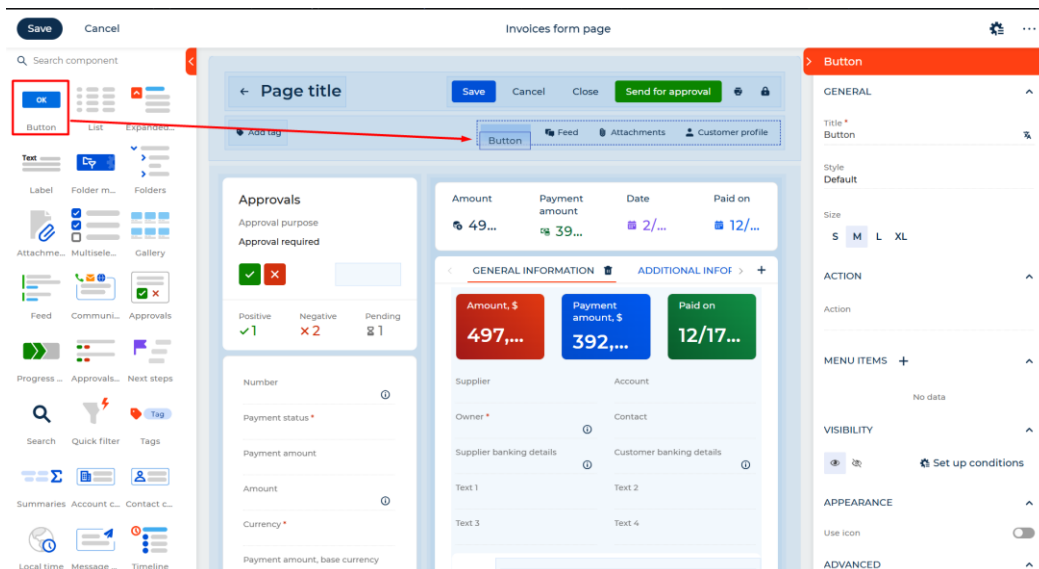 Save
Cancel
Invoices form page
Search component
OK
Button
List
Expanded...
Text
Label
Folder m...
Folders
Attachme...
Multisele...
Gallery
Feed
Communi...
Approvals
Progress ...
Approvals...
Next steps
Tag
Search
Quick filter
Tags
Summaries
Account c...
Contact c...
Local time
Message ...
Timeline
Page title
Save
Cancel
Close
Send for approval
Add tag
Button
Feed
Attachments
Customer profile
Approvals
Approval purpose
Approval required
Positive
Negative
Pending
1
2
1
Number
Payment status *
Payment amount
Amount
Currency *
Payment amount, base currency
Amount
Payment
amount
Date
Paid on
49...
39...
2/...
12/...
GENERAL INFORMATION
ADDITIONAL INFOR
Amount, $
497,...
Payment
amount, $
392,...
Paid on
12/17...
Supplier
Account
Owner *
Contact
Supplier banking details
Customer banking details
Text 1
Text 2
Text 3
Text 4
Button
GENERAL
Title *
Button
Style
Default
Size
S M L XL
ACTION
Action
MENU ITEMS +
No data
VISIBILITY
Set up conditions
APPEARANCE
Use icon
ADVANCED